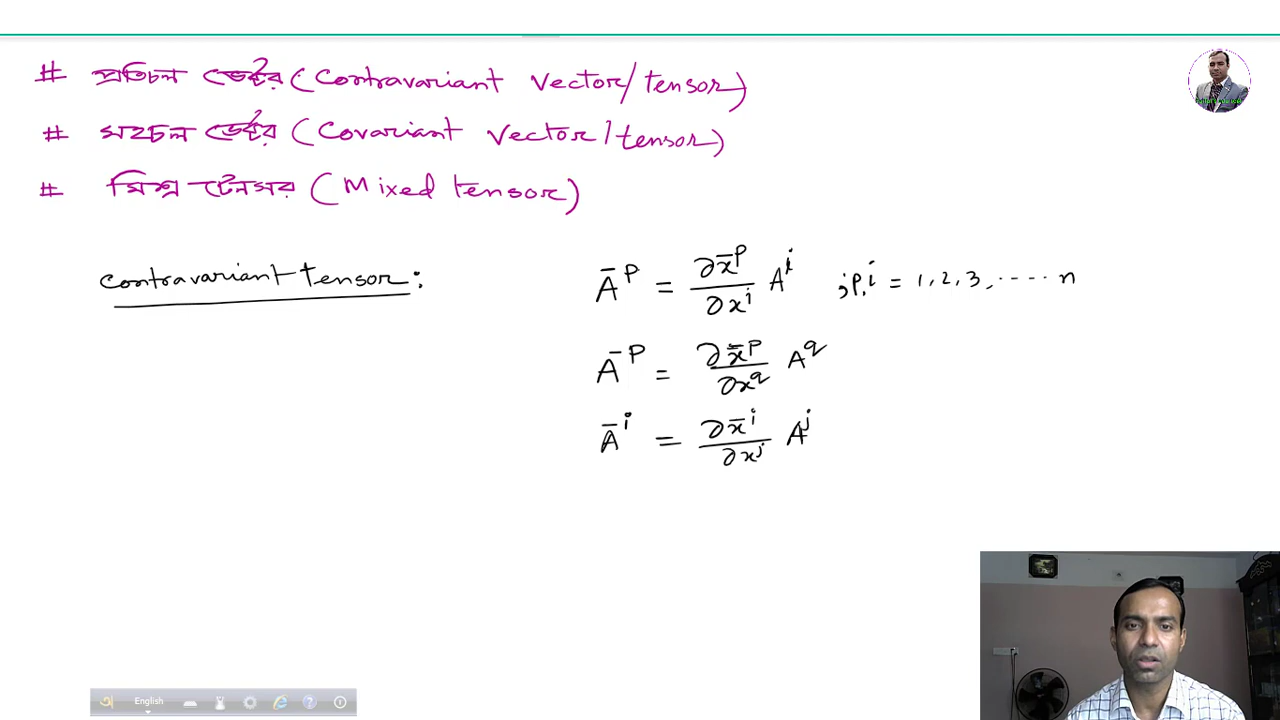 # প্রতিচল ভেক্টর (Contravariant vector/tensor)
# সহচল ভেক্টর (Covariant vector/tensor)
# মিশ্র টেনসর (Mixed tensor)
Contravariant tensor: Ā^p = ∂x̄^p/∂x^i A^i ; p, i = 1, 2, 3, ..... n
Ā^p = ∂x̄^p/∂x^q A^q
Ā^i = ∂x̄^i/∂x^j A^j
অ English